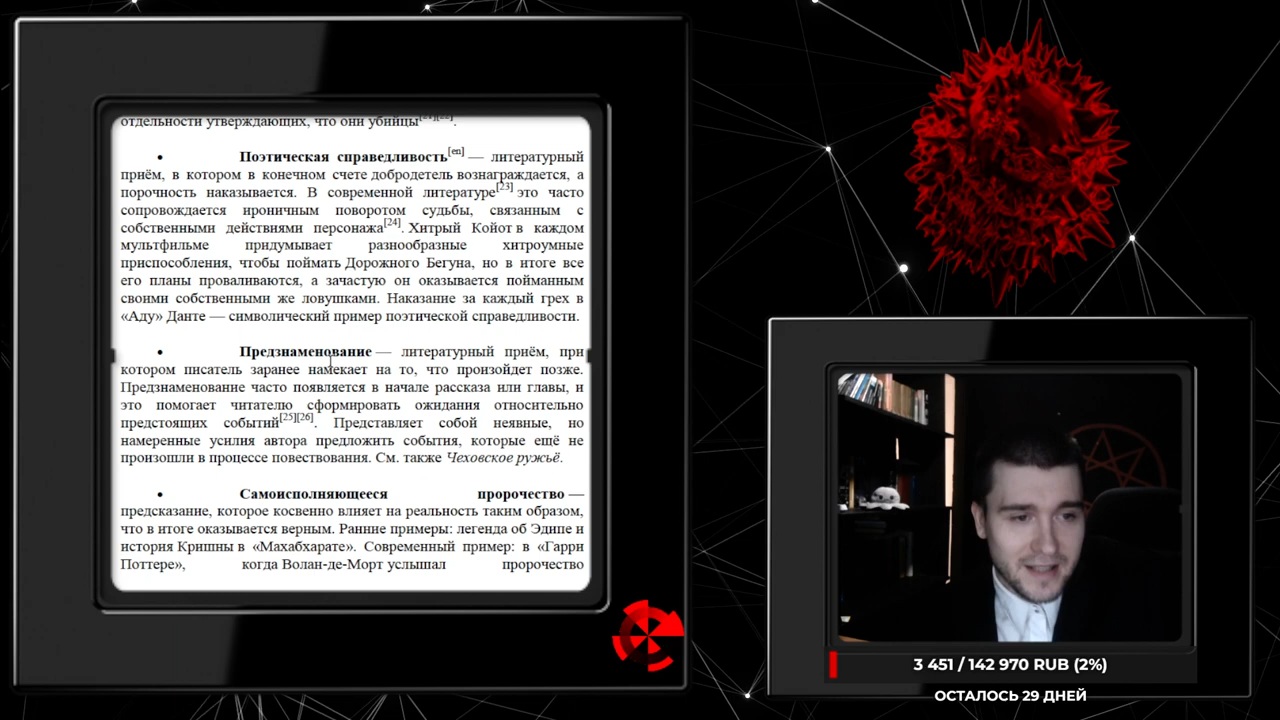 отдельности утверждающих, что они убийцы[21][22].
• Поэтическая справедливость[en] — литературный
приём, в котором в конечном счете добродетель вознаграждается, а
порочность наказывается. В современной литературе[23] это часто
сопровождается ироничным поворотом судьбы, связанным с
собственными действиями персонажа[24]. Хитрый Койот в каждом
мультфильме придумывает разнообразные хитроумные
приспособления, чтобы поймать Дорожного Бегуна, но в итоге все
его планы проваливаются, а зачастую он оказывается пойманным
своими собственными же ловушками. Наказание за каждый грех в
«Аду» Данте — символический пример поэтической справедливости.
• Предзнаменование — литературный приём, при
котором писатель заранее намекает на то, что произойдет позже.
Предзнаменование часто появляется в начале рассказа или главы, и
это помогает читателю сформировать ожидания относительно
предстоящих событий[25][26]. Представляет собой неявные, но
намеренные усилия автора предложить события, которые ещё не
произошли в процессе повествования. См. также Чеховское ружьё.
• Самоисполняющееся пророчество —
предсказание, которое косвенно влияет на реальность таким образом,
что в итоге оказывается верным. Ранние примеры: легенда об Эдипе и
история Кришны в «Махабхарате». Современный пример: в «Гарри
Поттере», когда Волан-де-Морт услышал пророчество
3 451 / 142 970 RUB (2%)
ОСТАЛОСЬ 29 ДНЕЙ